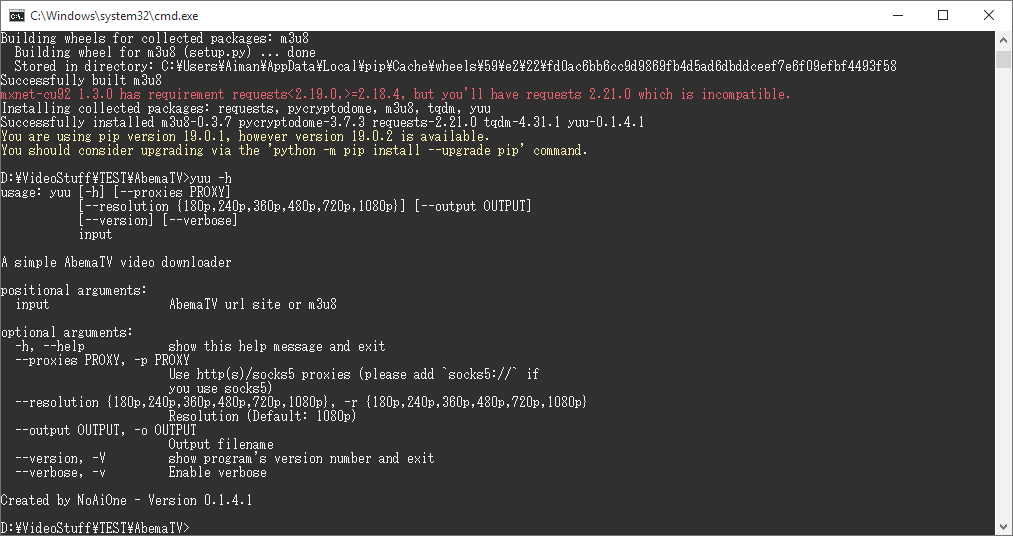 C:\Windows\system32\cmd.exe
Building wheels for collected packages: m3u8
  Building wheel for m3u8 (setup.py) ... done
  Stored in directory: C:¥Users¥Aiman¥AppData¥Local¥pip¥Cache¥wheels¥59¥e2¥22¥fd0ac6bb6cc9d9869fb4d5ad6dbddceef7e6f09efbf4493f58
Successfully built m3u8
mxnet-cu92 1.3.0 has requirement requests<2.19.0,>=2.18.4, but you'll have requests 2.21.0 which is incompatible.
Installing collected packages: requests, pycryptodome, m3u8, tqdm, yuu
Successfully installed m3u8-0.3.7 pycryptodome-3.7.3 requests-2.21.0 tqdm-4.31.1 yuu-0.1.4.1
You are using pip version 19.0.1, however version 19.0.2 is available.
You should consider upgrading via the 'python -m pip install --upgrade pip' command.
D:¥VideoStuff¥TEST¥AbemaTV>yuu -h
usage: yuu [-h] [--proxies PROXY]
           [--resolution {180p,240p,360p,480p,720p,1080p}] [--output OUTPUT]
           [--version] [--verbose]
           input
A simple AbemaTV video downloader
positional arguments:
  input                 AbemaTV url site or m3u8
optional arguments:
  -h, --help            show this help message and exit
  --proxies PROXY, -p PROXY
                        Use http(s)/socks5 proxies (please add `socks5://` if
                        you use socks5)
  --resolution {180p,240p,360p,480p,720p,1080p}, -r {180p,240p,360p,480p,720p,1080p}
                        Resolution (Default: 1080p)
  --output OUTPUT, -o OUTPUT
                        Output filename
  --version, -V         show program's version number and exit
  --verbose, -v         Enable verbose
Created by NoAiOne - Version 0.1.4.1
D:¥VideoStuff¥TEST¥AbemaTV>